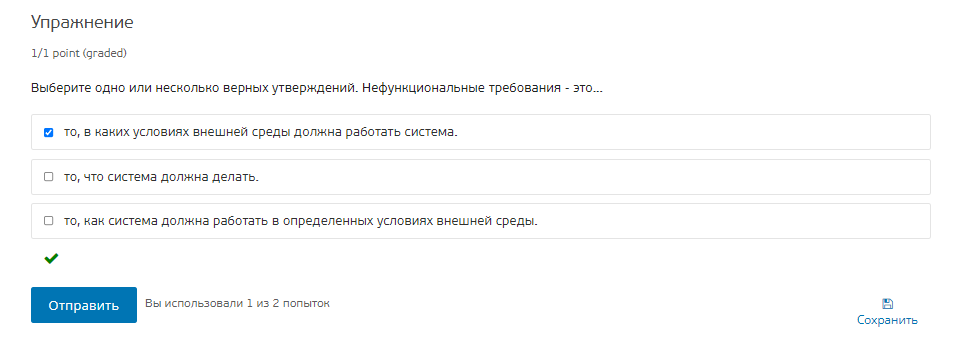 Упражнение
1/1 point (graded)
Выберите одно или несколько верных утверждений. Нефункциональные требования - это...
то, в каких условиях внешней среды должна работать система.
то, что система должна делать.
то, как система должна работать в определенных условиях внешней среды.
Отправить
Вы использовали 1 из 2 попыток
Сохранить